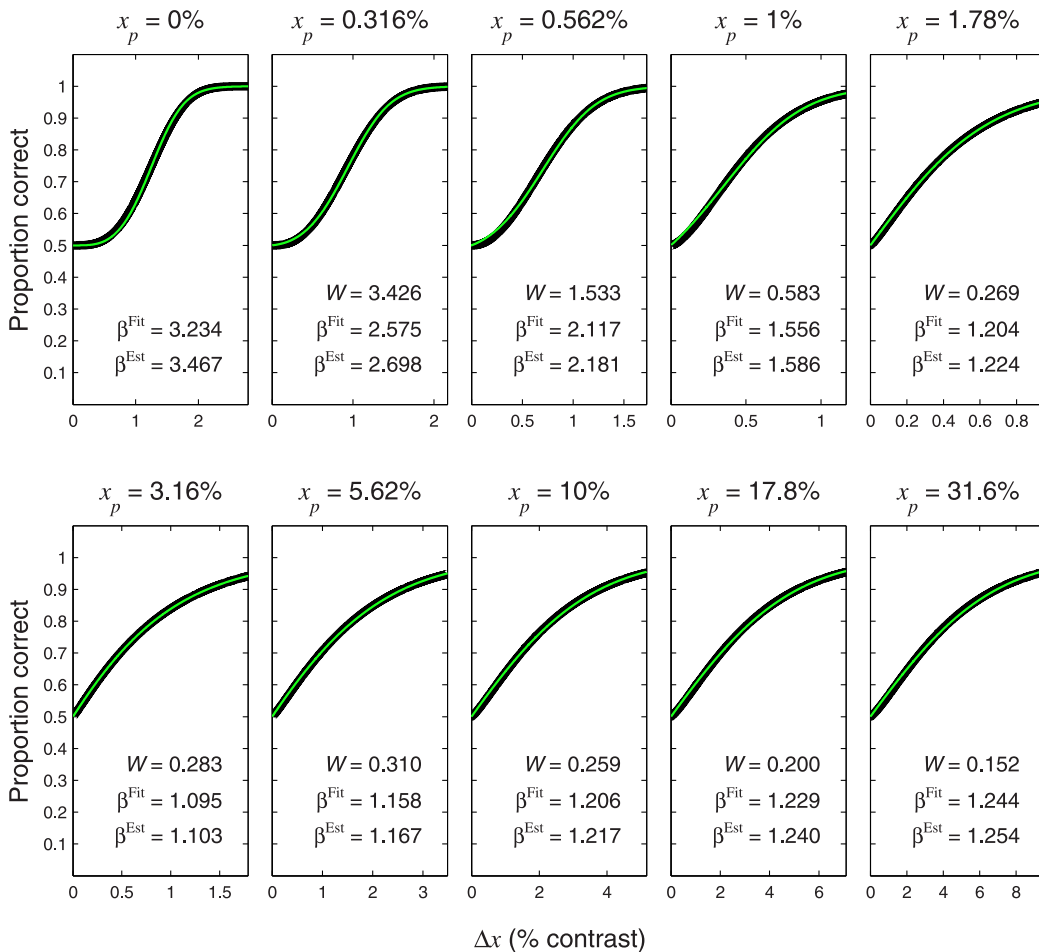 x_p = 0% x_p = 0.316% x_p = 0.562% x_p = 1% x_p = 1.78%
Proportion correct
1
0.9
0.8
0.7
0.6
0.5
0.4
0.3
0.2
0.1
β^Fit = 3.234
β^Est = 3.467
0 1 2
W = 3.426
β^Fit = 2.575
β^Est = 2.698
0 1 2
W = 1.533
β^Fit = 2.117
β^Est = 2.181
0 0.5 1 1.5
W = 0.583
β^Fit = 1.556
β^Est = 1.586
0 0.5 1
W = 0.269
β^Fit = 1.204
β^Est = 1.224
0 0.2 0.4 0.6 0.8
x_p = 3.16% x_p = 5.62% x_p = 10% x_p = 17.8% x_p = 31.6%
Proportion correct
1
0.9
0.8
0.7
0.6
0.5
0.4
0.3
0.2
0.1
W = 0.283
β^Fit = 1.095
β^Est = 1.103
0 0.5 1 1.5
W = 0.310
β^Fit = 1.158
β^Est = 1.167
0 1 2 3
W = 0.259
β^Fit = 1.206
β^Est = 1.217
0 2 4
W = 0.200
β^Fit = 1.229
β^Est = 1.240
0 2 4 6
W = 0.152
β^Fit = 1.244
β^Est = 1.254
0 2 4 6 8
Δx (% contrast)